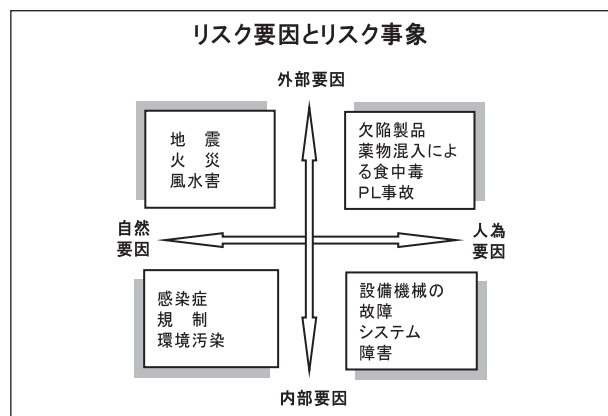 リスク要因とリスク事象
外部要因
地　震
火　災
風水害
欠陥製品
薬物混入によ
る食中毒
PL事故
自然
要因
人為
要因
感染症
規　制
環境汚染
設備機械の
故障
システム
障害
内部要因